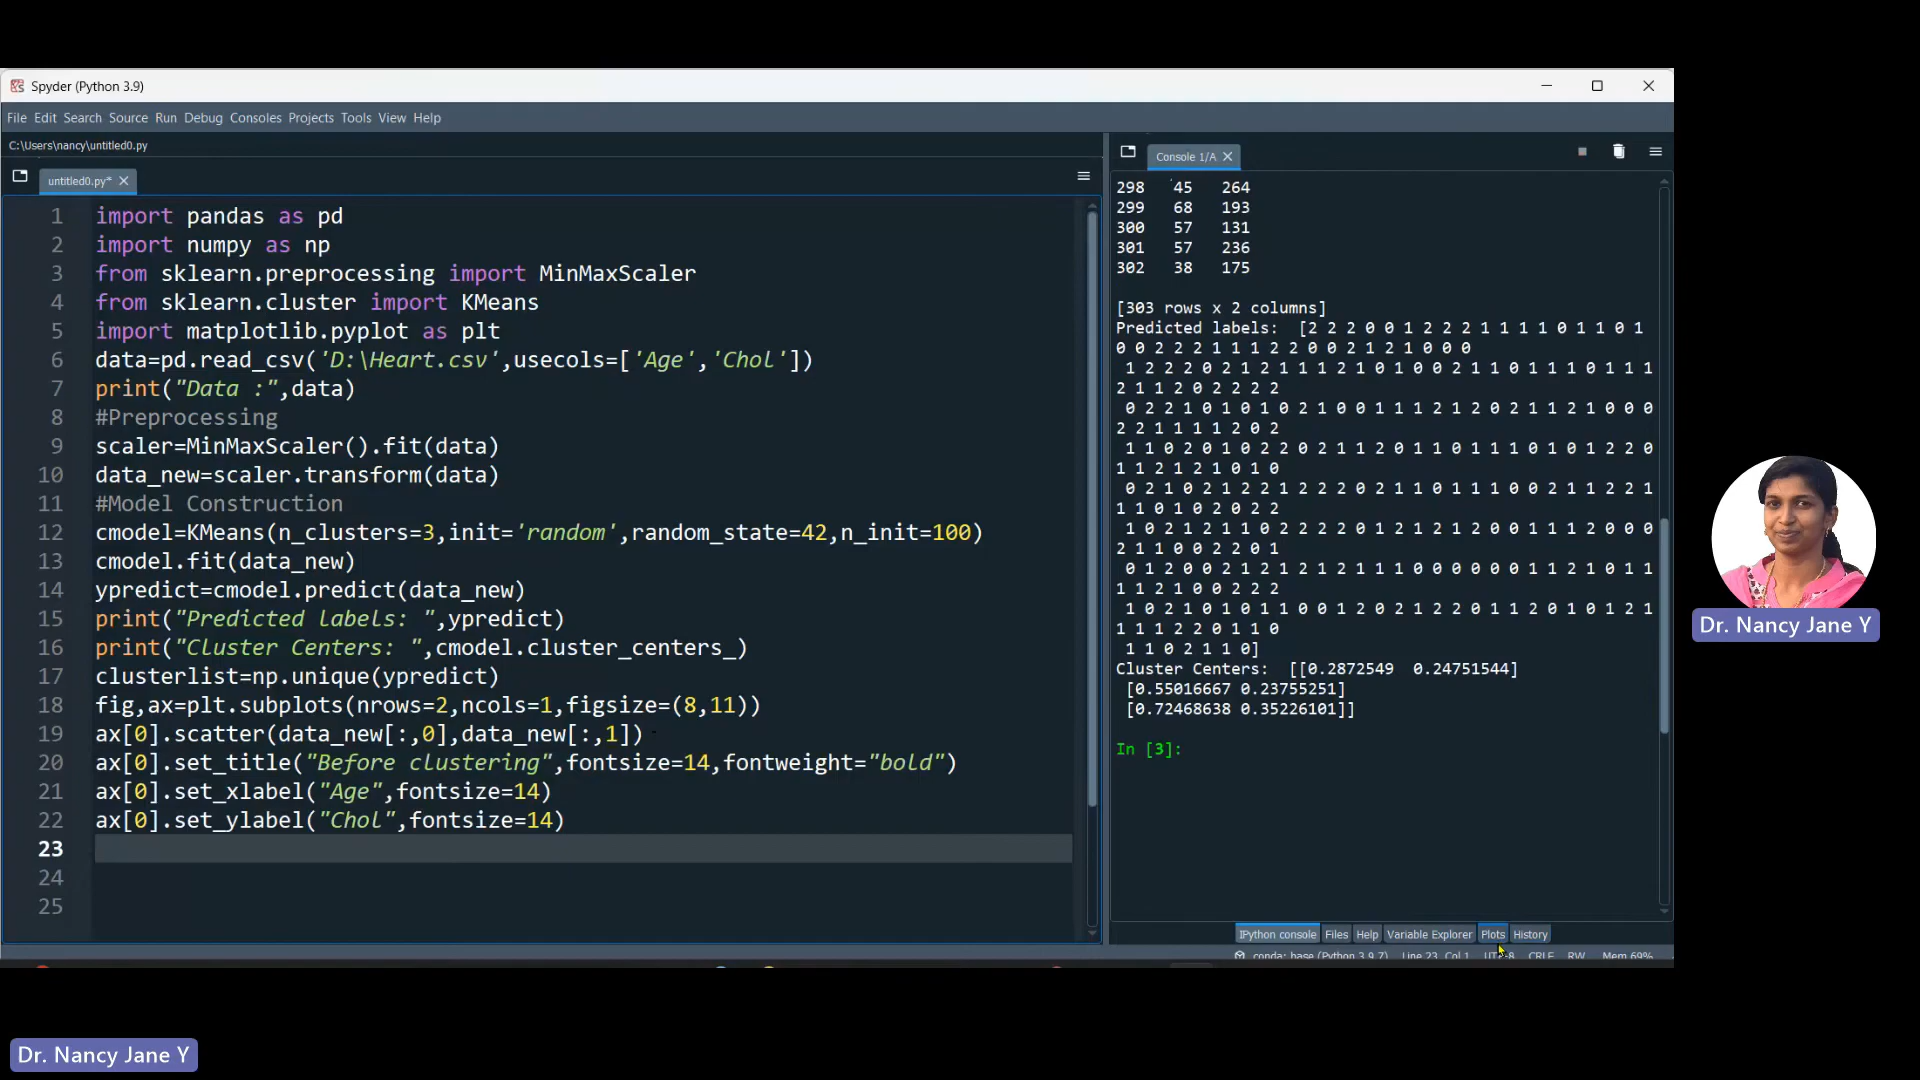 Spyder (Python 3.9)
File Edit Search Source Run Debug Consoles Projects Tools View Help
C:\Users\nancy\untitled0.py
untitled0.py*
1 import pandas as pd
2 import numpy as np
3 from sklearn.preprocessing import MinMaxScaler
4 from sklearn.cluster import KMeans
5 import matplotlib.pyplot as plt
6 data=pd.read_csv('D:\Heart.csv',usecols=['Age','Chol'])
7 print("Data :",data)
8 #Preprocessing
9 scaler=MinMaxScaler().fit(data)
10 data_new=scaler.transform(data)
11 #Model Construction
12 cmodel=KMeans(n_clusters=3,init='random',random_state=42,n_init=100)
13 cmodel.fit(data_new)
14 ypredict=cmodel.predict(data_new)
15 print("Predicted labels: ",ypredict)
16 print("Cluster Centers: ",cmodel.cluster_centers_)
17 clusterlist=np.unique(ypredict)
18 fig,ax=plt.subplots(nrows=2,ncols=1,figsize=(8,11))
19 ax[0].scatter(data_new[:,0],data_new[:,1])
20 ax[0].set_title("Before clustering",fontsize=14,fontweight="bold")
21 ax[0].set_xlabel("Age",fontsize=14)
22 ax[0].set_ylabel("Chol",fontsize=14)
23
24
25
Console 1/A
298 45 264
299 68 193
300 57 131
301 57 236
302 38 175
[303 rows x 2 columns]
Predicted labels:  [2 2 2 0 0 1 2 2 2 1 1 1 1 0 1 1 0 1
0 0 2 2 2 1 1 1 2 2 0 0 2 1 2 1 0 0 0
1 2 2 2 0 2 1 2 1 1 1 2 1 0 1 0 0 2 1 1 0 1 1 1 0 1 1 1
2 1 1 2 0 2 2 2 2
0 2 2 1 0 1 0 1 0 2 1 0 0 1 1 1 2 1 2 0 2 1 1 2 1 0 0 0
2 2 1 1 1 1 2 0 2
1 1 0 2 0 1 0 2 2 0 2 1 1 2 0 1 1 0 1 1 1 0 1 0 1 2 2 0
1 1 2 1 2 1 0 1 0
0 2 1 0 2 1 2 2 1 2 2 2 0 2 1 1 0 1 1 1 0 0 2 1 1 2 2 1
1 1 0 1 0 2 0 2 2
1 0 2 1 2 1 1 0 2 2 2 2 0 1 2 1 2 1 2 0 0 1 1 1 2 0 0 0
2 1 1 0 0 2 2 0 1
0 1 2 0 0 2 1 2 1 2 1 2 1 1 1 0 0 0 0 0 0 1 1 2 1 0 1 1
1 1 2 1 0 0 2 2 2
1 0 2 1 0 1 0 1 1 0 0 1 2 0 2 1 2 2 0 1 1 2 0 1 0 1 2 1
1 1 1 2 2 0 1 1 0
1 1 0 2 1 1 0]
Cluster Centers:  [[0.2872549  0.24751544]
[0.55016667 0.23755251]
[0.72468638 0.35226101]]
In [3]:
IPython console Files Help Variable Explorer Plots History
conda: base (Python 3.9.7) Line 23, Col 1 UTF-8 CRLF RW Mem 69%
Dr. Nancy Jane Y
Dr. Nancy Jane Y